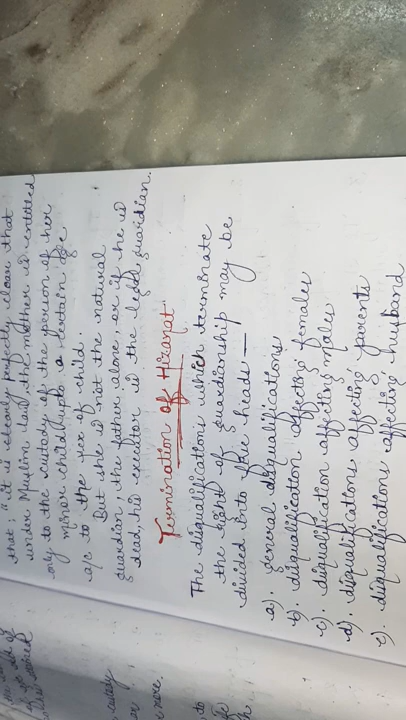 that: "it is clearly perfectly clear that
under Muslim law, the mother is entitled
only to the custody of the person of her
minor child upto a certain age
a/c to the sex of child.
But she is not the natural
guardian, the father alone, or if he is
dead, his executor is the legal guardian.
Termination of Hizanat
The disqualifications which terminate
the right of guardianship may be
divided into five heads —
a). general disqualifications
b). disqualification affecting females
c). disqualification affecting males
d). disqualifications, affecting parents
e). disqualifications affecting husband
custody
more.
to